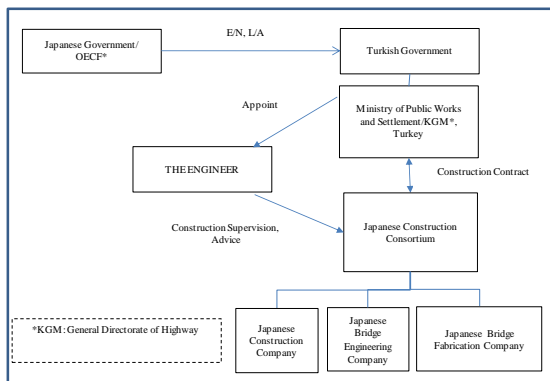 E/N, L/A
Japanese Government/
OECF*
Turkish Government
Appoint
Ministry of Public Works
and Settlement/KGM*,
Turkey
THE ENGINEER
Construction Contract
Construction Supervision,
Advice
Japanese Construction
Consortium
*KGM: General Directorate of Highway
Japanese
Construction
Company
Japanese
Bridge
Engineering
Company
Japanese Bridge
Fabrication Company